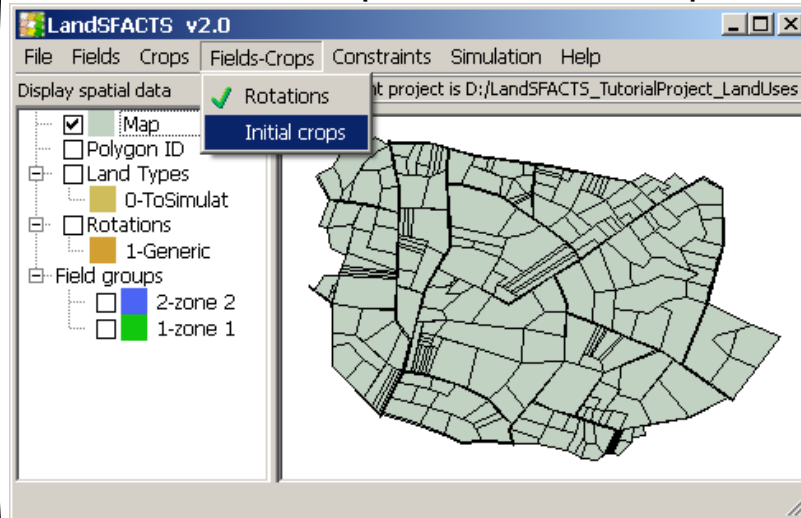 LandSFACTS v2.0
File Fields Crops Fields-Crops Constraints Simulation Help
Display spatial data
Rotations
nt project is D:/LandSFACTS_TutorialProject_LandUses
Initial crops
Map
Polygon ID
Land Types
0-ToSimulat
Rotations
1-Generic
Field groups
2-zone 2
1-zone 1